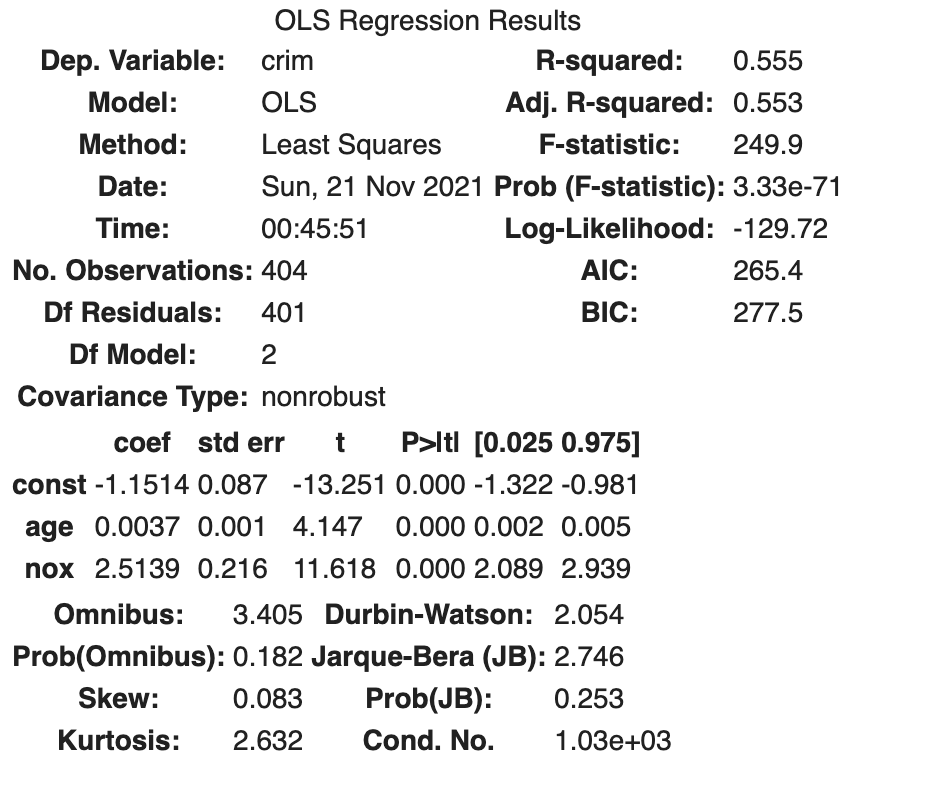 OLS Regression Results
Dep. Variable: crim R-squared: 0.555
Model: OLS Adj. R-squared: 0.553
Method: Least Squares F-statistic: 249.9
Date: Sun, 21 Nov 2021 Prob (F-statistic): 3.33e-71
Time: 00:45:51 Log-Likelihood: -129.72
No. Observations: 404 AIC: 265.4
Df Residuals: 401 BIC: 277.5
Df Model: 2
Covariance Type: nonrobust
coef std err t P>|t| [0.025 0.975]
const -1.1514 0.087 -13.251 0.000 -1.322 -0.981
age 0.0037 0.001 4.147 0.000 0.002 0.005
nox 2.5139 0.216 11.618 0.000 2.089 2.939
Omnibus: 3.405 Durbin-Watson: 2.054
Prob(Omnibus): 0.182 Jarque-Bera (JB): 2.746
Skew: 0.083 Prob(JB): 0.253
Kurtosis: 2.632 Cond. No. 1.03e+03